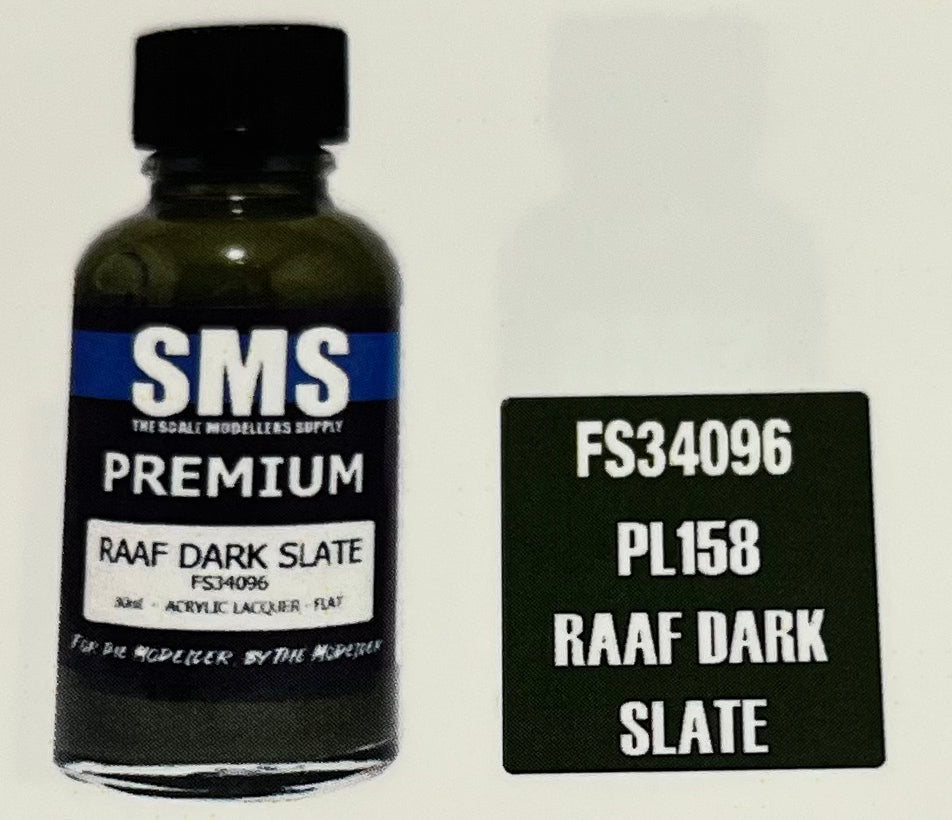 SMS
THE SCALE MODELLERS SUPPLY
PREMIUM
RAAF DARK SLATE
FS34096
30ml - ACRYLIC LACQUER - FLAT
FOR THE MODELLER BY THE MODELLER
FS34096
PL158
RAAF DARK
SLATE